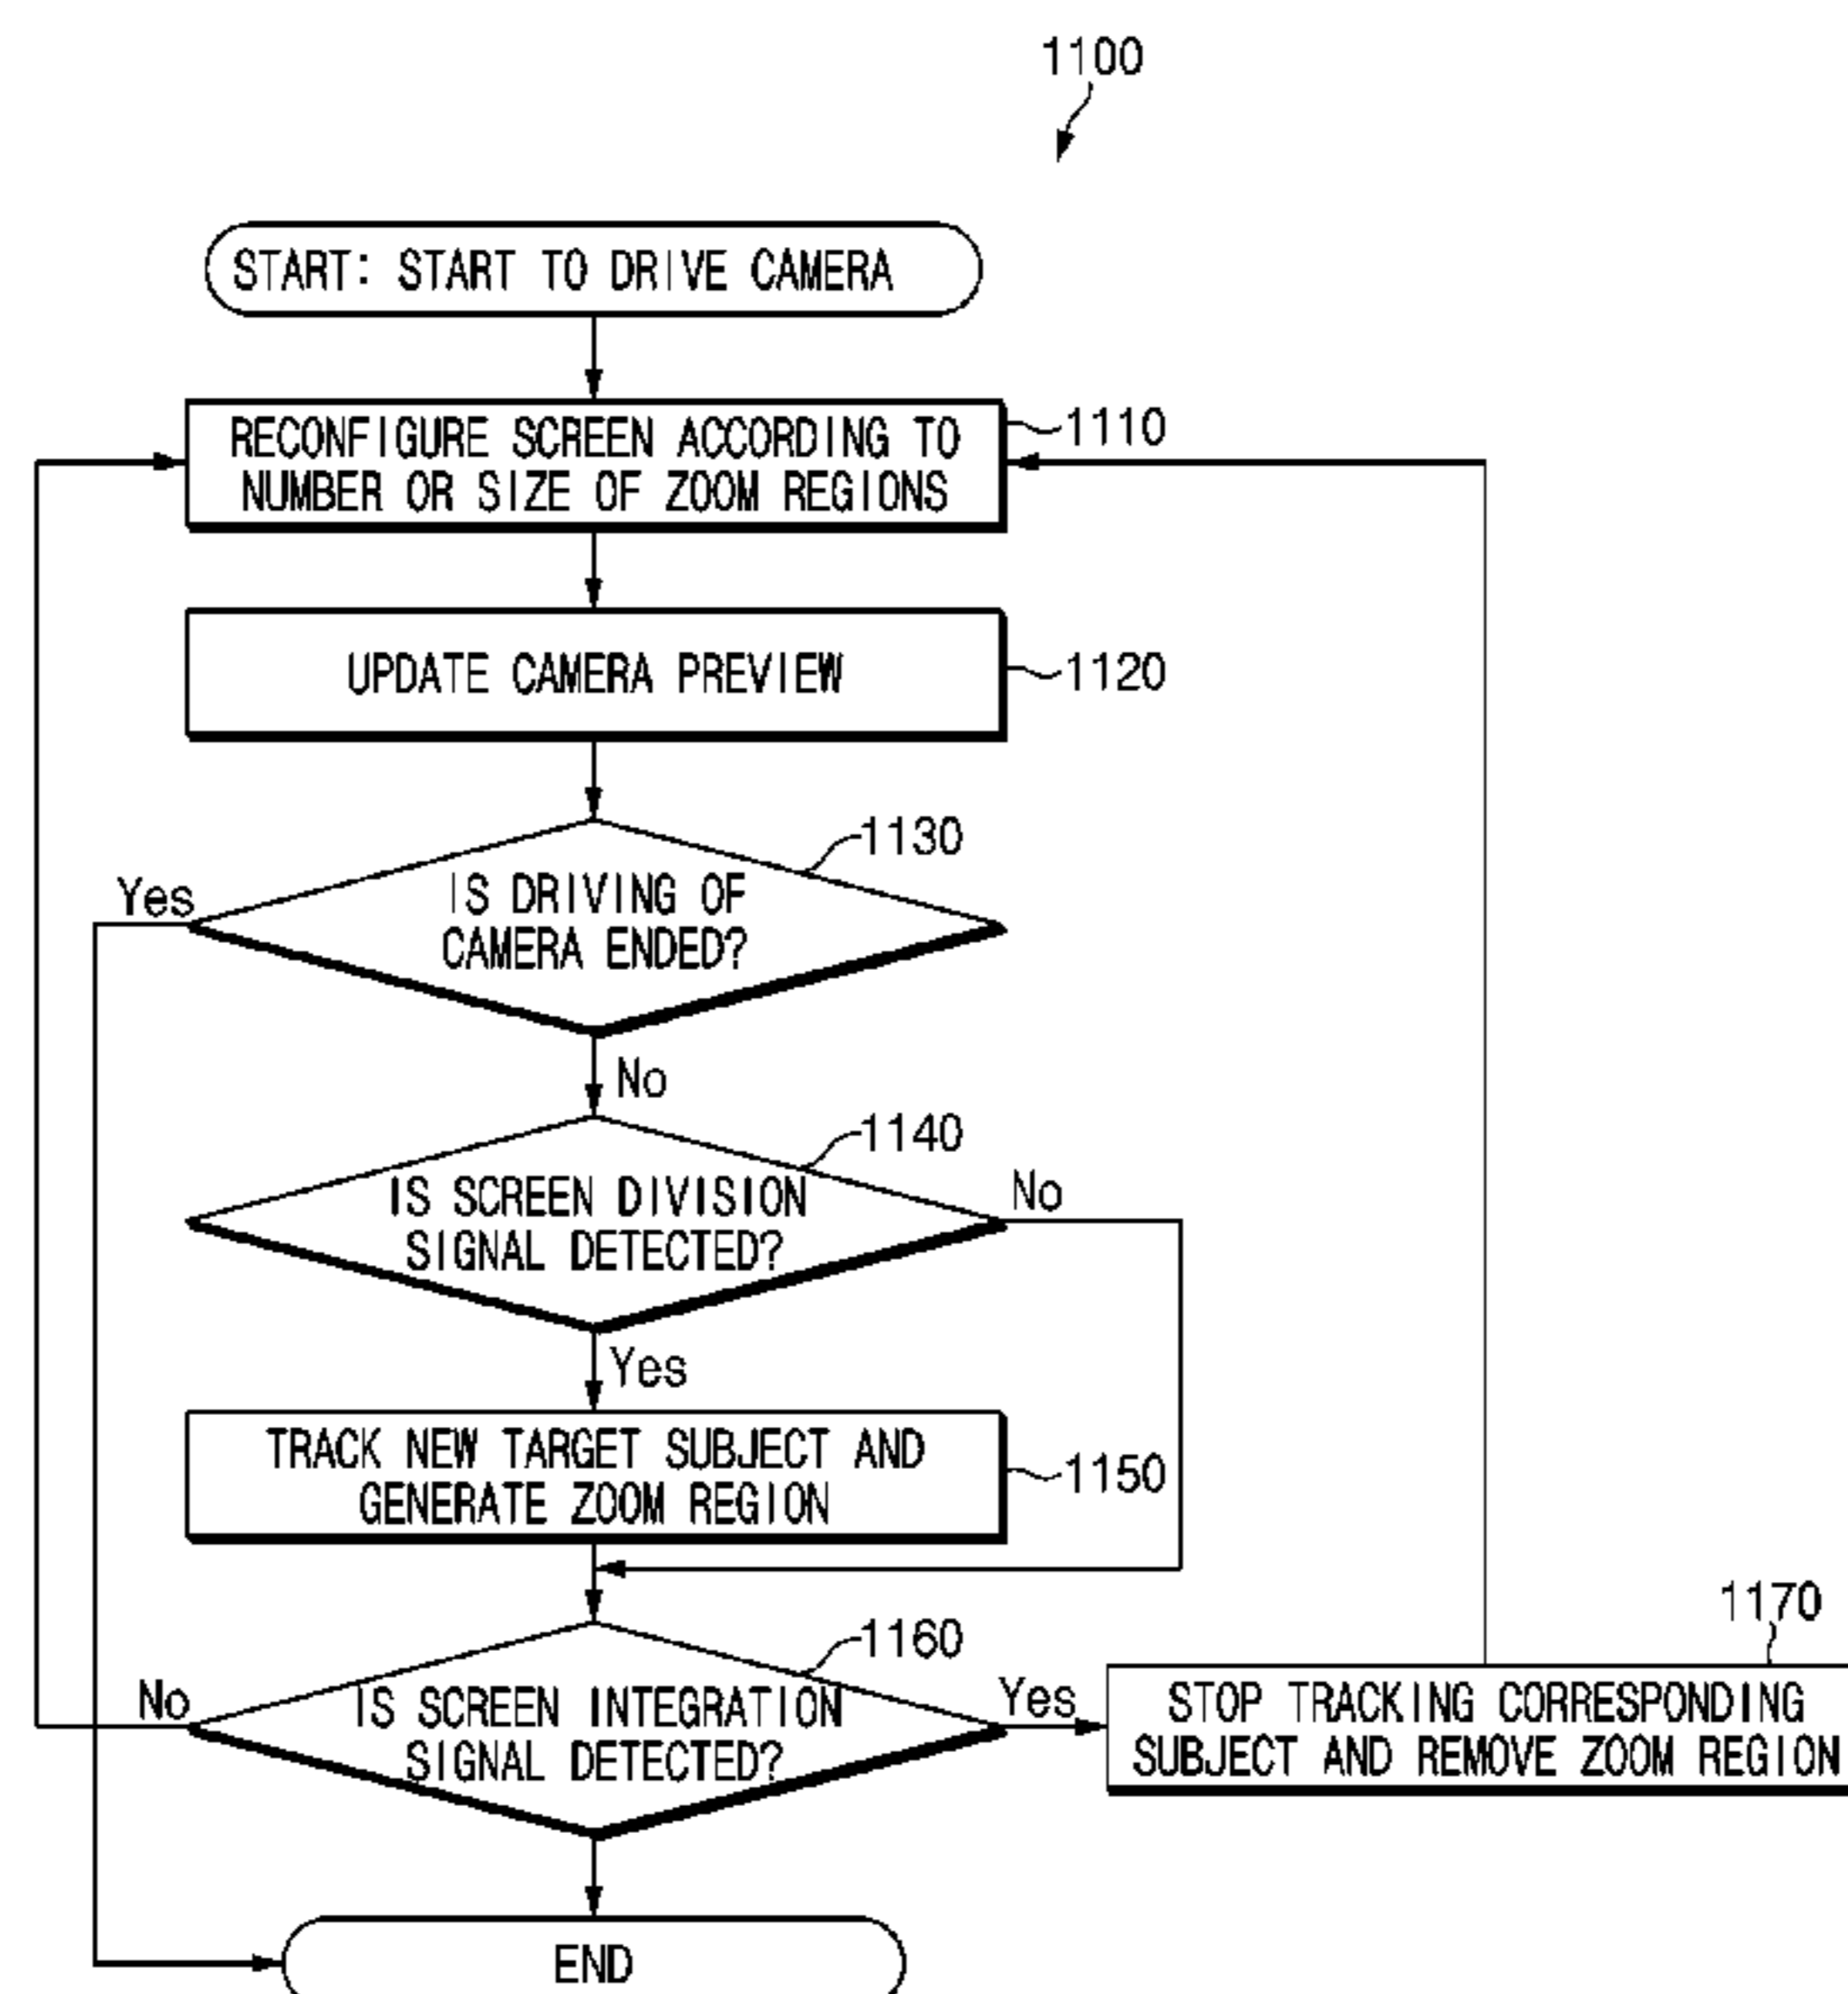 1100
START: START TO DRIVE CAMERA
RECONFIGURE SCREEN ACCORDING TO
NUMBER OR SIZE OF ZOOM REGIONS
1110
UPDATE CAMERA PREVIEW
1120
1130
Yes
IS DRIVING OF
CAMERA ENDED?
No
1140
IS SCREEN DIVISION
SIGNAL DETECTED?
No
Yes
TRACK NEW TARGET SUBJECT AND
GENERATE ZOOM REGION
1150
1160
No
IS SCREEN INTEGRATION
SIGNAL DETECTED?
Yes
1170
STOP TRACKING CORRESPONDING
SUBJECT AND REMOVE ZOOM REGION
END